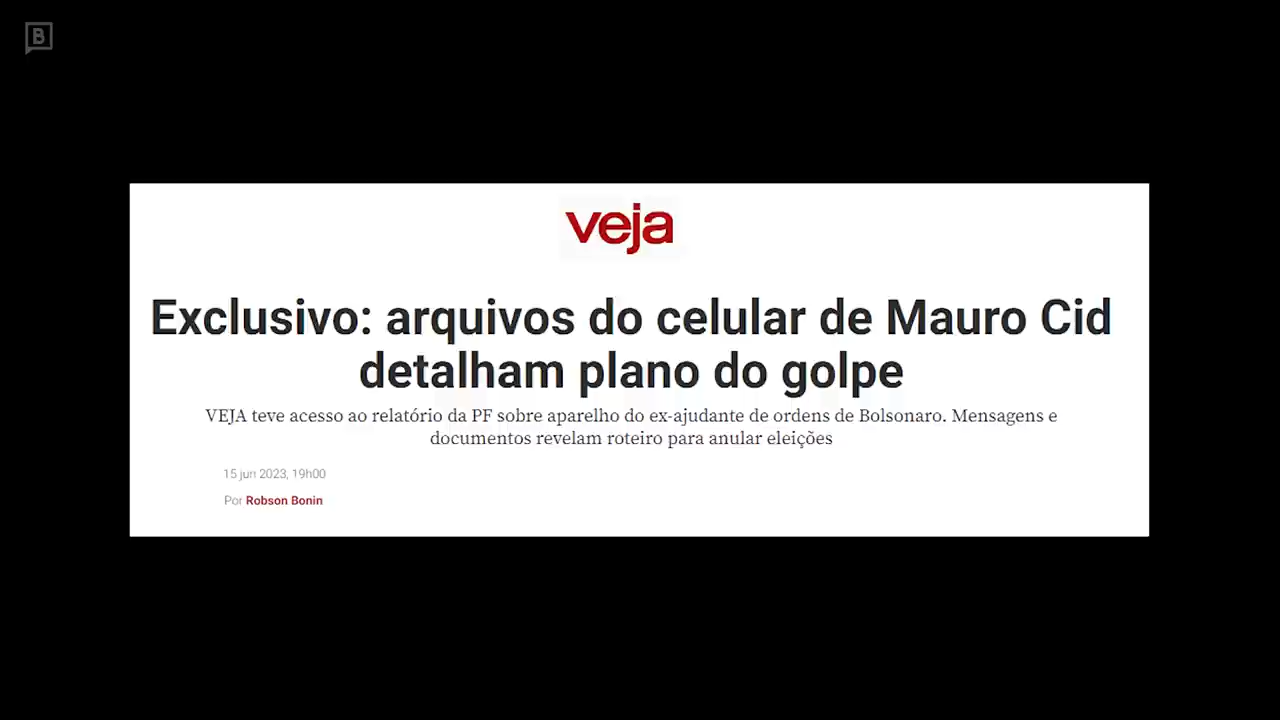 B
veja
Exclusivo: arquivos do celular de Mauro Cid
detalham plano do golpe
VEJA teve acesso ao relatório da PF sobre aparelho do ex-ajudante de ordens de Bolsonaro. Mensagens e
documentos revelam roteiro para anular eleições
15 jun 2023, 19h00
Por Robson Bonin